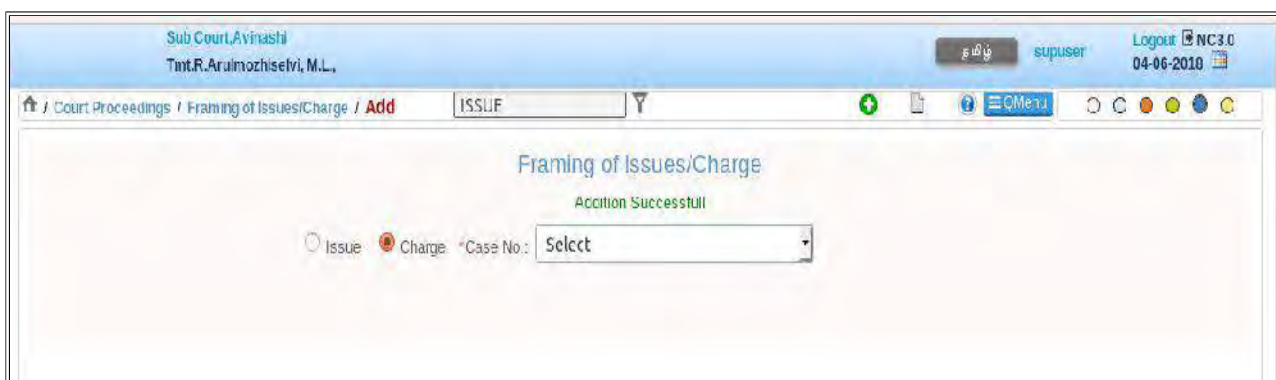 Sub Court,Avinashi
Tmt.R.Arulmozhiselvi, M.L.,
தமிழ்
supuser
Logout NC3.0
04-06-2018
/ Court Proceedings / Framing of Issues/Charge / Add
ISSUE
QMenu
Framing of Issues/Charge
Addition Successfull
Issue Charge *Case No.: Select